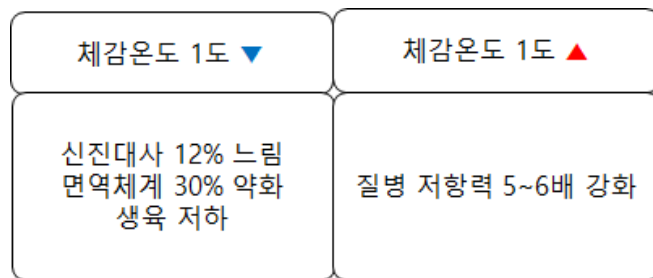 체감온도 1도 ▼
체감온도 1도 ▲
신진대사 12% 느림
면역체계 30% 약화
생육 저하
질병 저항력 5~6배 강화